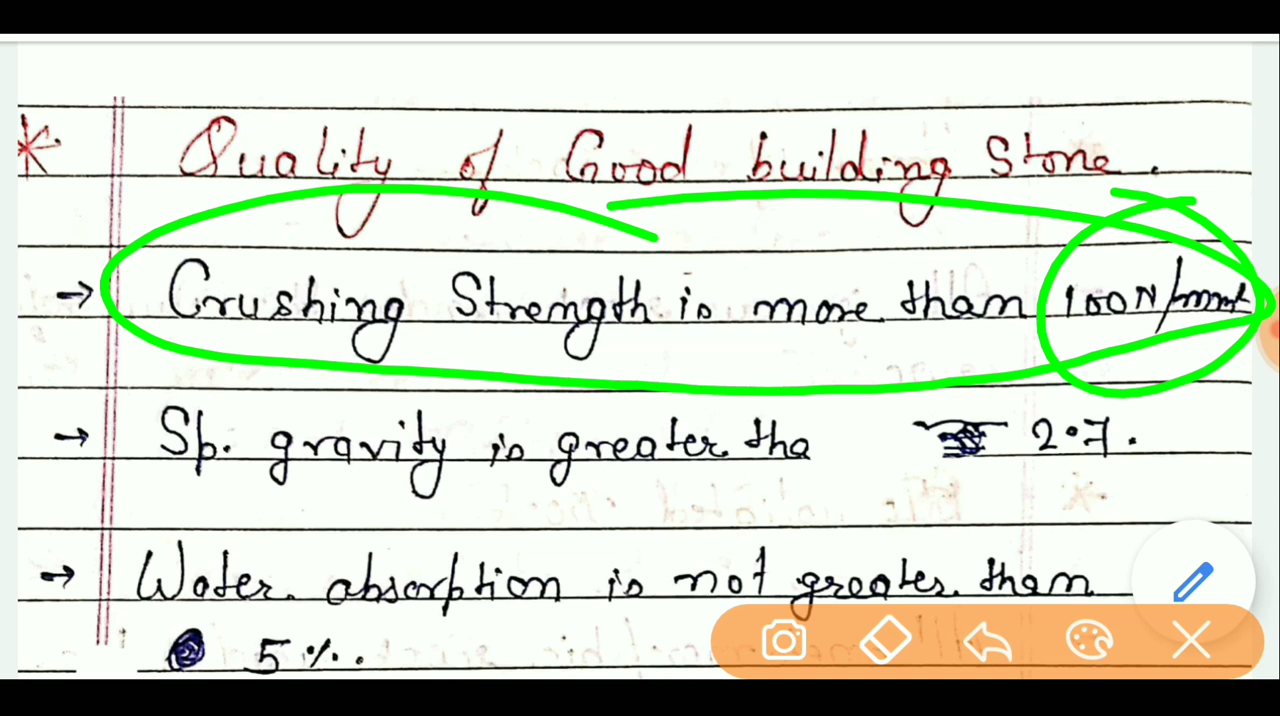 * Quality of Good building Stone.
→ Crushing Strength is more than 100N/mm²
→ Sp. gravity is greater tha 2.7.
→ Water absorption is not greater than
5%.